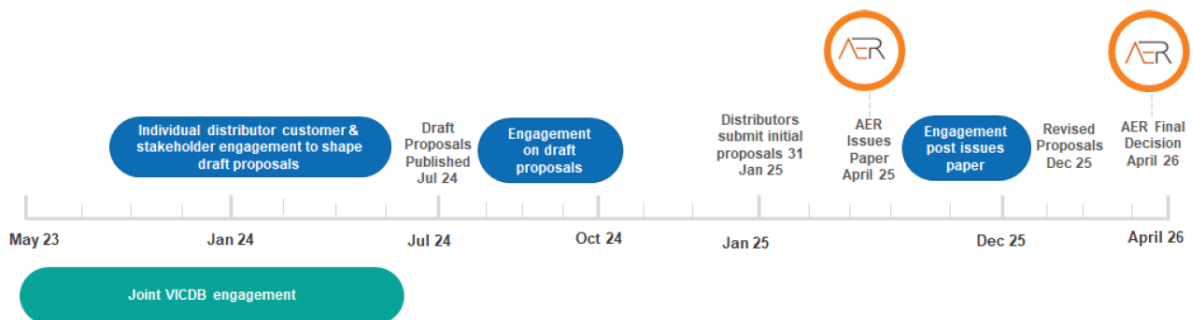 AER
AER
Individual distributor customer &
stakeholder engagement to shape
draft proposals
Draft
Proposals
Published
Jul 24
Engagement
on draft
proposals
Distributors
submit initial
proposals 31
Jan 25
AER
Issues
Paper
April 25
Engagement
post issues
paper
Revised
Proposals
Dec 25
AER Final
Decision
April 26
May 23
Jan 24
Jul 24
Oct 24
Jan 25
Dec 25
April 26
Joint VICDB engagement